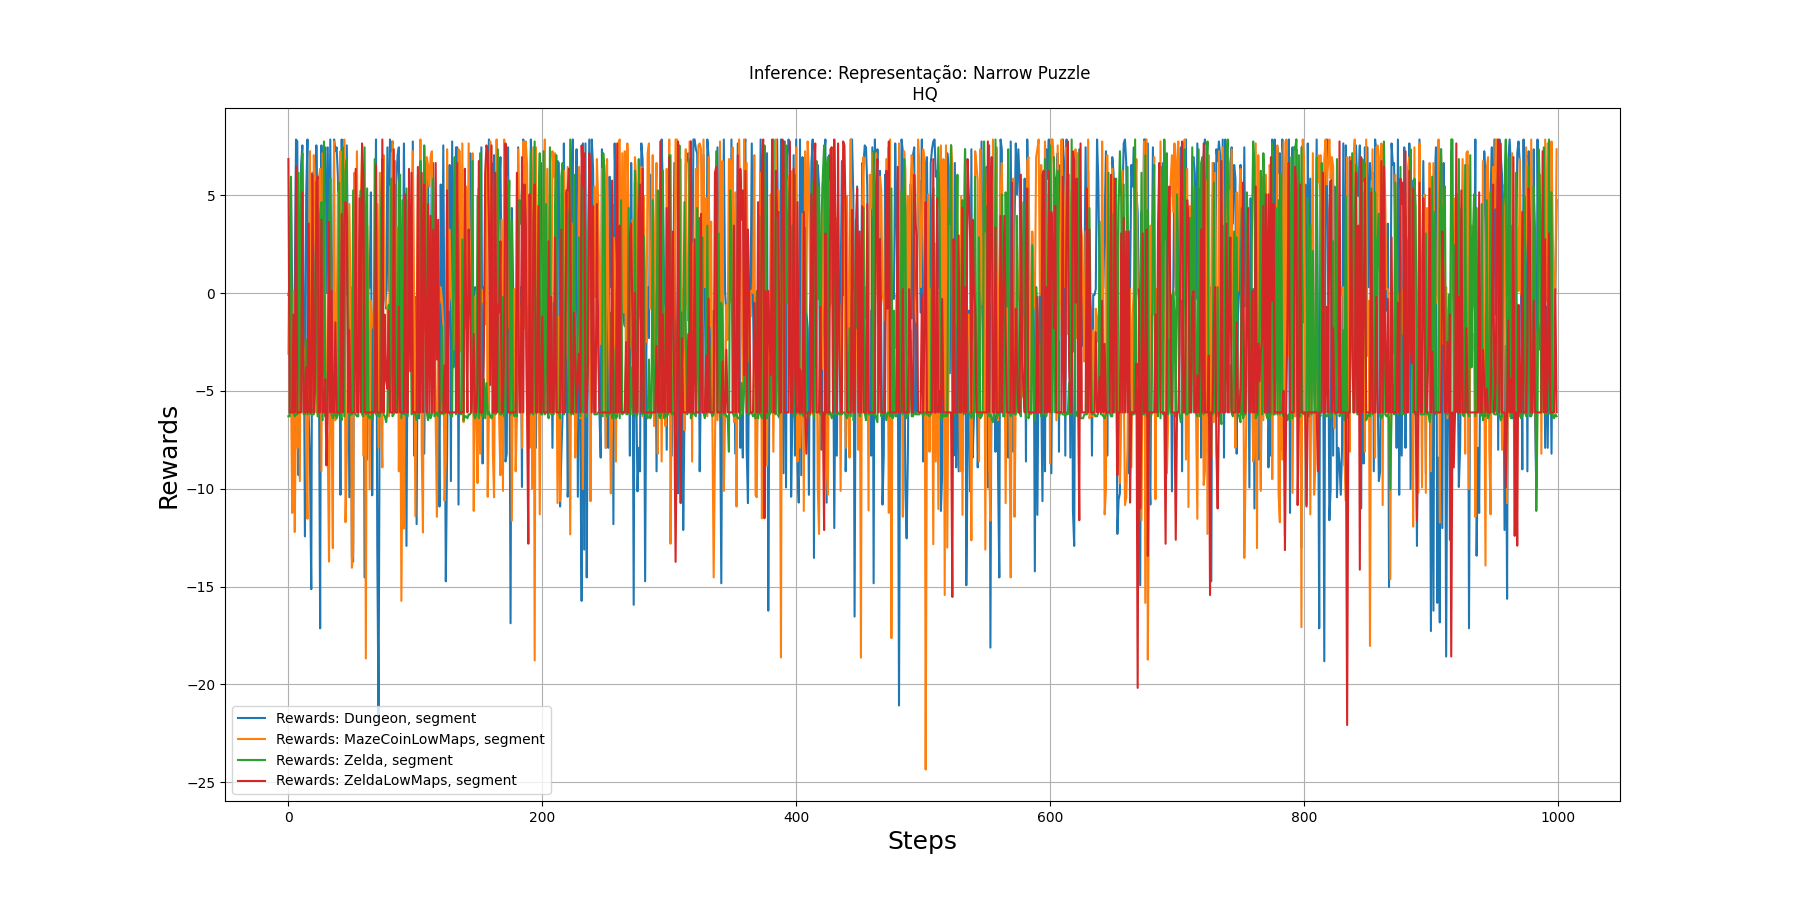 Inference: Representação: Narrow Puzzle
HQ
Rewards
5
0
−5
−10
−15
−20
−25
Rewards: Dungeon, segment
Rewards: MazeCoinLowMaps, segment
Rewards: Zelda, segment
Rewards: ZeldaLowMaps, segment
0 200 400 600 800 1000
Steps